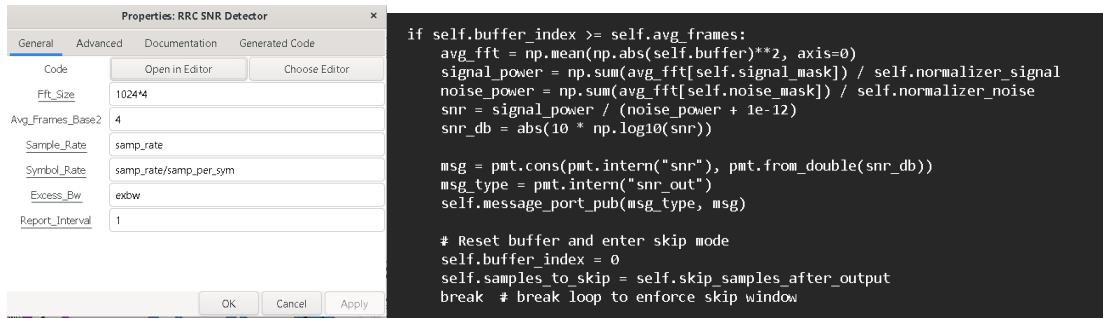 Properties: RRC SNR Detector ×
General Advanced Documentation Generated Code
Code Open in Editor Choose Editor
Fft_Size 1024*4
Avg_Frames_Base2 4
Sample_Rate samp_rate
Symbol_Rate samp_rate/samp_per_sym
Excess_Bw exbw
Report_Interval 1
OK Cancel Apply
if self.buffer_index >= self.avg_frames:
    avg_fft = np.mean(np.abs(self.buffer)**2, axis=0)
    signal_power = np.sum(avg_fft[self.signal_mask]) / self.normalizer_signal
    noise_power = np.sum(avg_fft[self.noise_mask]) / self.normalizer_noise
    snr = signal_power / (noise_power + 1e-12)
    snr_db = abs(10 * np.log10(snr))
    msg = pmt.cons(pmt.intern("snr"), pmt.from_double(snr_db))
    msg_type = pmt.intern("snr_out")
    self.message_port_pub(msg_type, msg)
    # Reset buffer and enter skip mode
    self.buffer_index = 0
    self.samples_to_skip = self.skip_samples_after_output
    break  # break loop to enforce skip window